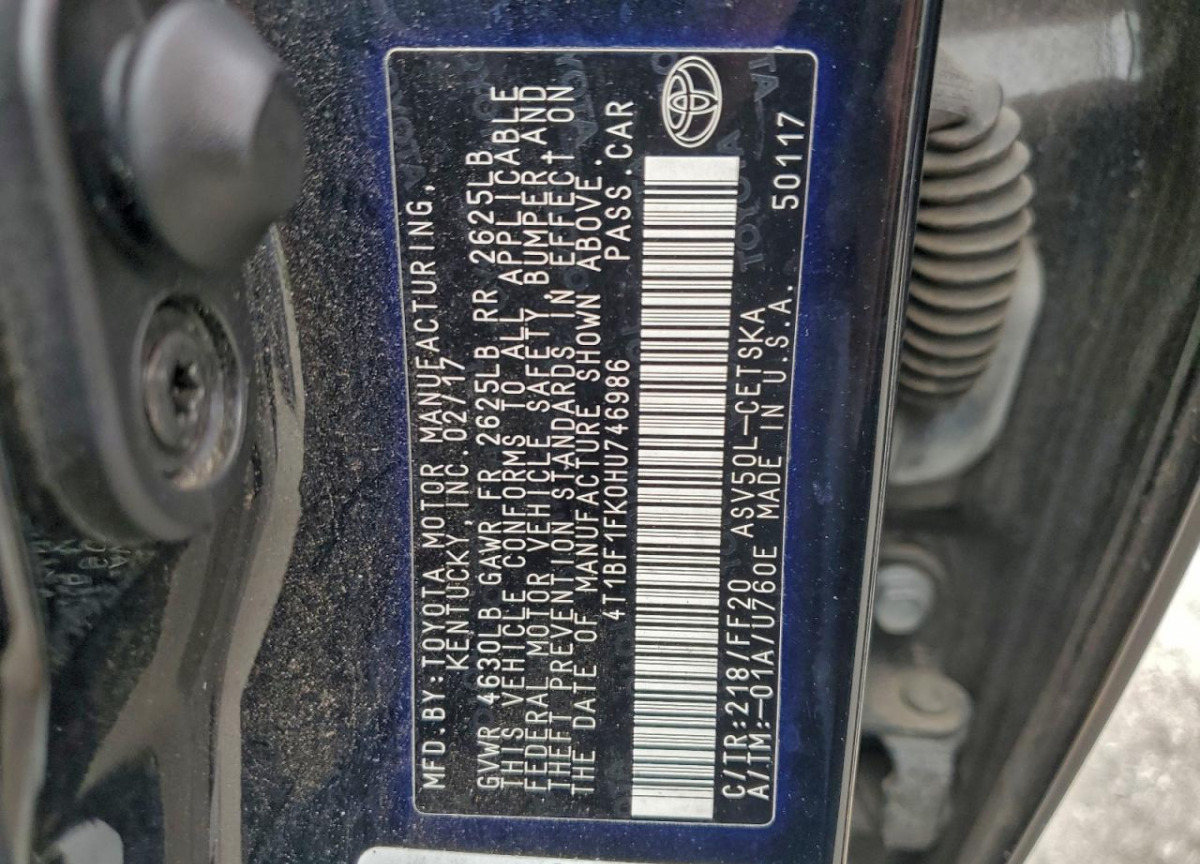 MFD.BY:TOYOTA MOTOR MANUFACTURING,
KENTUCKY,INC.02/17
GVWR 4630LB GAWR FR 2625LB RR 2625LB
THIS VEHICLE CONFORMS TO ALL APPLICABLE
FEDERAL MOTOR VEHICLE SAFETY, BUMPER,AND
THEFT PREVENTION STANDARDS IN EFFECT ON
THE DATE OF MANUFACTURE SHOWN ABOVE.
4T1BF1FK0HU746986 PASS.CAR
C/TR:218/FF20 ASV50L-CETSKA
A/TM:-01A/U760E MADE IN U.S.A. 50117